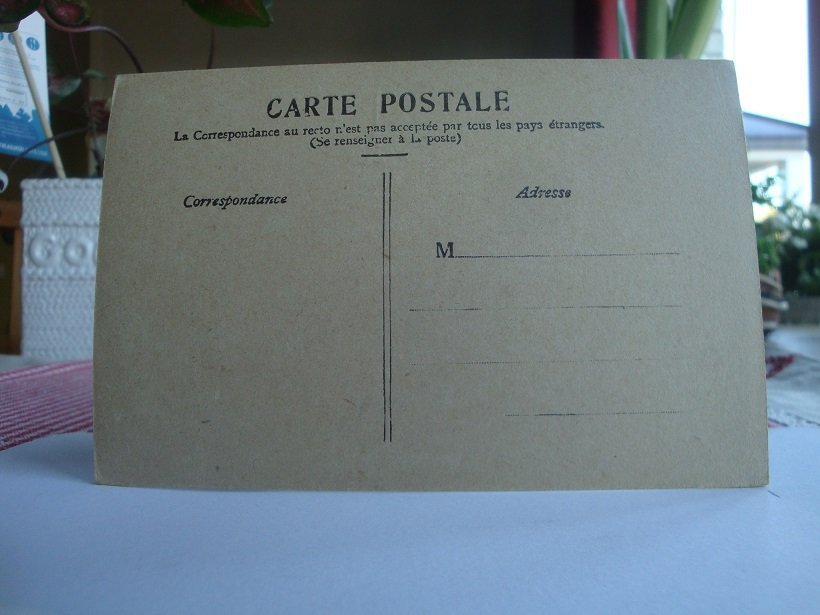 CARTE POSTALE
La Correspondance au recto n'est pas acceptée par tous les pays étrangers.
(Se renseigner à la poste)
Correspondance
Adresse
M